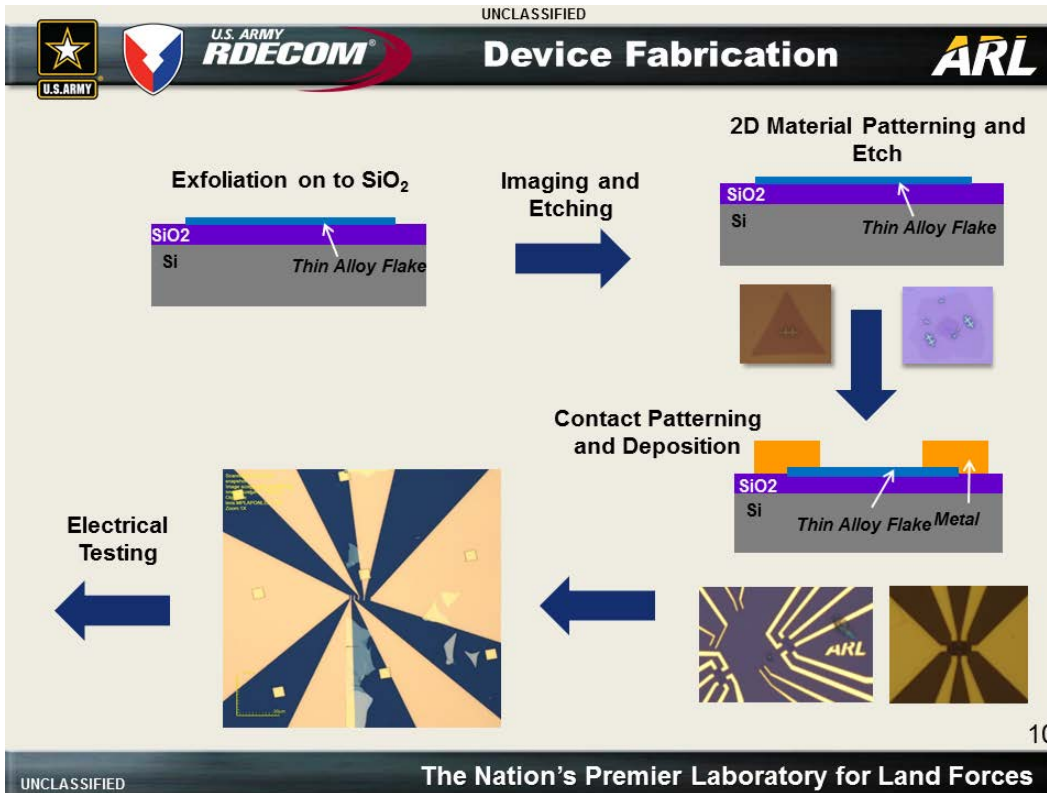 UNCLASSIFIED
U.S. ARMY
RDECOM®
Device Fabrication
ARL
U.S.ARMY
2D Material Patterning and
Etch
Exfoliation on to SiO₂
Imaging and
Etching
SiO2
Si
Thin Alloy Flake
SiO2
Si
Thin Alloy Flake
Contact Patterning
and Deposition
SiO2
Si
Thin Alloy Flake
Metal
Electrical
Testing
Zoom 1X
ARL
10
UNCLASSIFIED
The Nation's Premier Laboratory for Land Forces